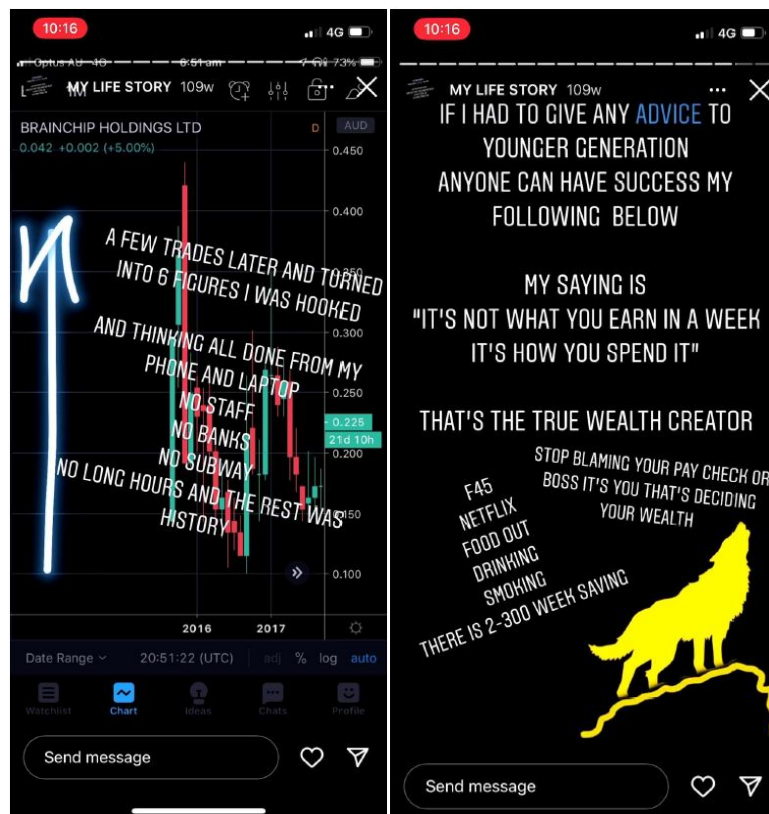 10:16
4G
Optus AU 4G
6:51 am
73%
MY LIFE STORY 109w
BRAINCHIP HOLDINGS LTD
D
AUD
0.042 +0.002 (+5.00%)
0.450
0.400
A FEW TRADES LATER AND TURNED
INTO 6 FIGURES I WAS HOOKED
0.300
AND THINKING ALL DONE FROM MY
PHONE AND LAPTOP
0.250
NO STAFF
0.225
21d 10h
NO BANKS
0.200
NO SUBWAY
NO LONG HOURS AND THE REST WAS
HISTORY
0.150
0.100
2016
2017
Date Range
20:51:22 (UTC)
adj
%
log
auto
Watchlist
Chart
Ideas
Chats
Profile
Send message
10:16
4G
MY LIFE STORY 109w
IF I HAD TO GIVE ANY ADVICE TO
YOUNGER GENERATION
ANYONE CAN HAVE SUCCESS MY
FOLLOWING BELOW
MY SAYING IS
"IT'S NOT WHAT YOU EARN IN A WEEK
IT'S HOW YOU SPEND IT"
THAT'S THE TRUE WEALTH CREATOR
STOP BLAMING YOUR PAY CHECK OR
BOSS IT'S YOU THAT'S DECIDING
YOUR WEALTH
F45
NETFLIX
FOOD OUT
DRINKING
SMOKING
THERE IS 2-300 WEEK SAVING
Send message